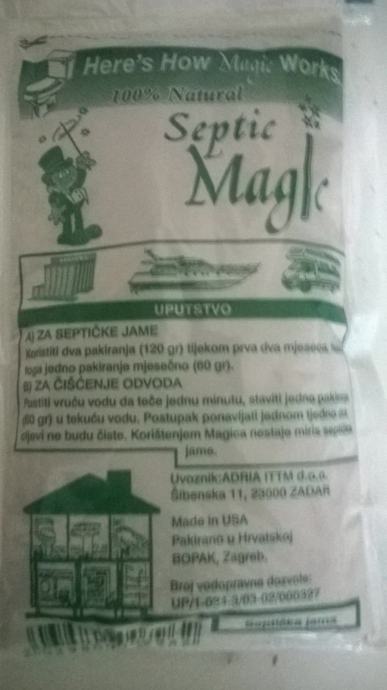 Here's How Magic Works
100% Natural
Septic
Magic
UPUTSTVO
A) ZA SEPTIČKE JAME
Koristiti dva pakiranja (120 gr) tijekom prva dva mjeseca,
toga jedno pakiranje mjesečno (60 gr).
B) ZA ČIŠĆENJE ODVODA
Pustiti vruću vodu da teče jednu minutu, staviti jedno
(60 gr) u tekuću vodu. Postupak ponavljati jednom tjedno
cijevi ne budu čiste. Korištenjem Magica nestaje miris
jame.
Uvoznik:ADRIA ITTM d.o.o.
Šibenska 11, 23000 ZADAR
Made in USA
Pakirano u Hrvatskoj
BOPAK, Zagreb.
Broj vodopravne dozvole:
Septička jama